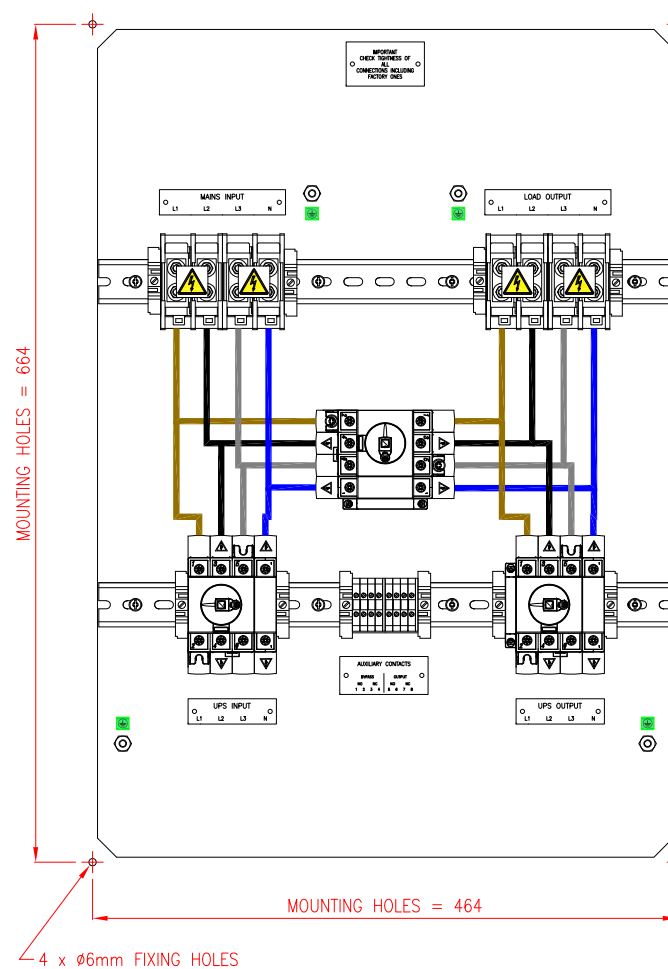 IMPORTANT
CHECK TIGHTNESS OF
ALL
CONNECTIONS INCLUDING
FACTORY ONES
MAINS INPUT
L1 L2 L3 N
LOAD OUTPUT
L1 L2 L3 N
MOUNTING HOLES = 664
AUXILIARY CONTACTS
BYPASS OUTPUT
NO NC NO NC
1 2 3 4 5 6 7 8
UPS INPUT
L1 L2 L3 N
UPS OUTPUT
L1 L2 L3 N
MOUNTING HOLES = 464
4 x Ø6mm FIXING HOLES